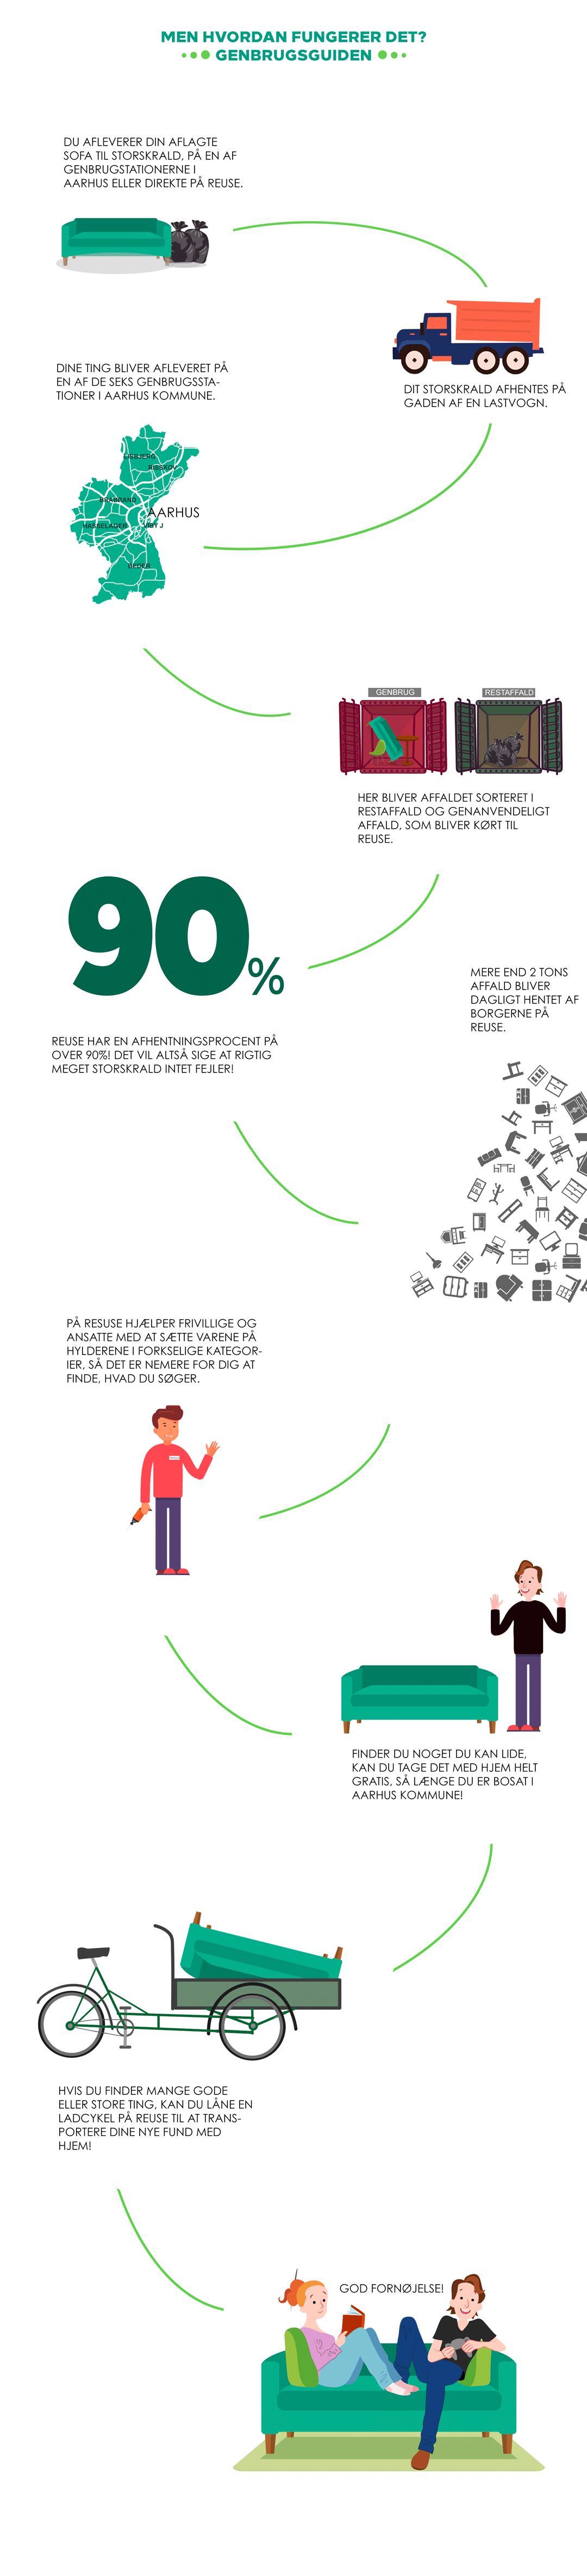 MEN HVORDAN FUNGERER DET?
GENBRUGSGUIDEN
DU AFLEVERER DIN AFLAGTE
SOFA TIL STORSKRALD, PÅ EN AF
GENBRUGSTATIONERNE I
AARHUS ELLER DIREKTE PÅ REUSE.
DIT STORSKRALD AFHENTES PÅ
GADEN AF EN LASTVOGN.
DINE TING BLIVER AFLEVERET PÅ
EN AF DE SEKS GENBRUGSSTA-
TIONER I AARHUS KOMMUNE.
LISBJERG
RISSKOV
BRABRAND
AARHUS
HASSELAGER
VIBY J
BEDER
GENBRUG
RESTAFFALD
HER BLIVER AFFALDET SORTERET I
RESTAFFALD OG GENANVENDELIGT
AFFALD, SOM BLIVER KØRT TIL
REUSE.
90%
REUSE HAR EN AFHENTNINGSPROCENT PÅ
OVER 90%! DET VIL ALTSÅ SIGE AT RIGTIG
MEGET STORSKRALD INTET FEJLER!
MERE END 2 TONS
AFFALD BLIVER
DAGLIGT HENTET AF
BORGERNE PÅ
REUSE.
PÅ RESUSE HJÆLPER FRIVILLIGE OG
ANSATTE MED AT SÆTTE VARENE PÅ
HYLDERENE I FORKSELIGE KATEGOR-
IER, SÅ DET ER NEMERE FOR DIG AT
FINDE, HVAD DU SØGER.
FINDER DU NOGET DU KAN LIDE,
KAN DU TAGE DET MED HJEM HELT
GRATIS, SÅ LÆNGE DU ER BOSAT I
AARHUS KOMMUNE!
HVIS DU FINDER MANGE GODE
ELLER STORE TING, KAN DU LÅNE EN
LADCYKEL PÅ REUSE TIL AT TRANS-
PORTERE DINE NYE FUND MED
HJEM!
GOD FORNØJELSE!